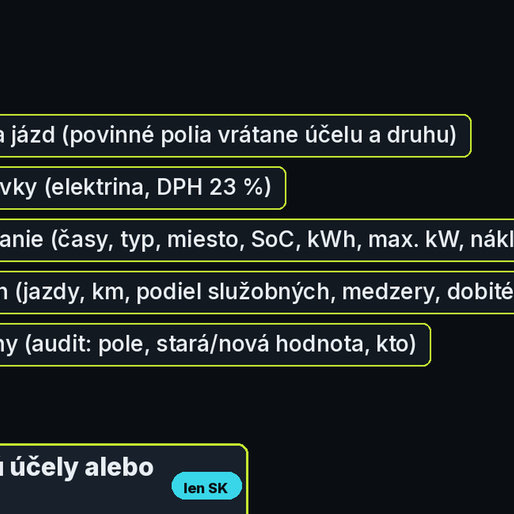 a jázd (povinné polia vrátane účelu a druhu)
vky (elektrina, DPH 23 %)
anie (časy, typ, miesto, SoC, kWh, max. kW, nákl
n (jazdy, km, podiel služobných, medzery, dobité
ny (audit: pole, stará/nová hodnota, kto)
u účely alebo
len SK